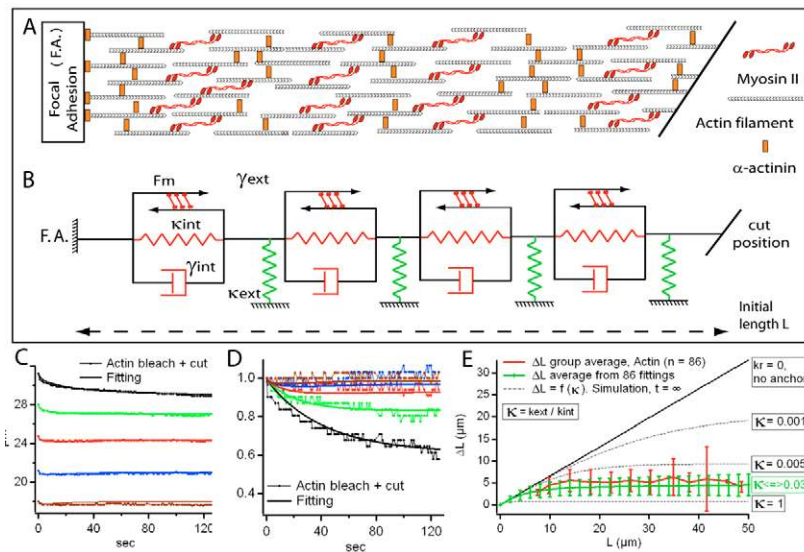 A
Focal
Adhesion
( F.A.)
Myosin II
Actin filament
α-actinin
B
Fm
γext
κint
F.A.
γint
κext
cut
position
Initial
length L
C
Actin bleach + cut
Fitting
28
24
20
0
40
80
120
sec
D
1.0
0.8
0.6
0.4
Actin bleach + cut
Fitting
0
40
80
120
sec
E
ΔL group average, Actin (n = 86)
ΔL average from 86 fittings
ΔL = f (κ). Simulation, t = ∞
K = kext / kint
kr = 0,
no anchor
K = 0.001
K = 0.005
K<=>0.03
K = 1
ΔL (μm)
30
25
20
15
10
5
0
0
10
20
30
40
50
L (μm)